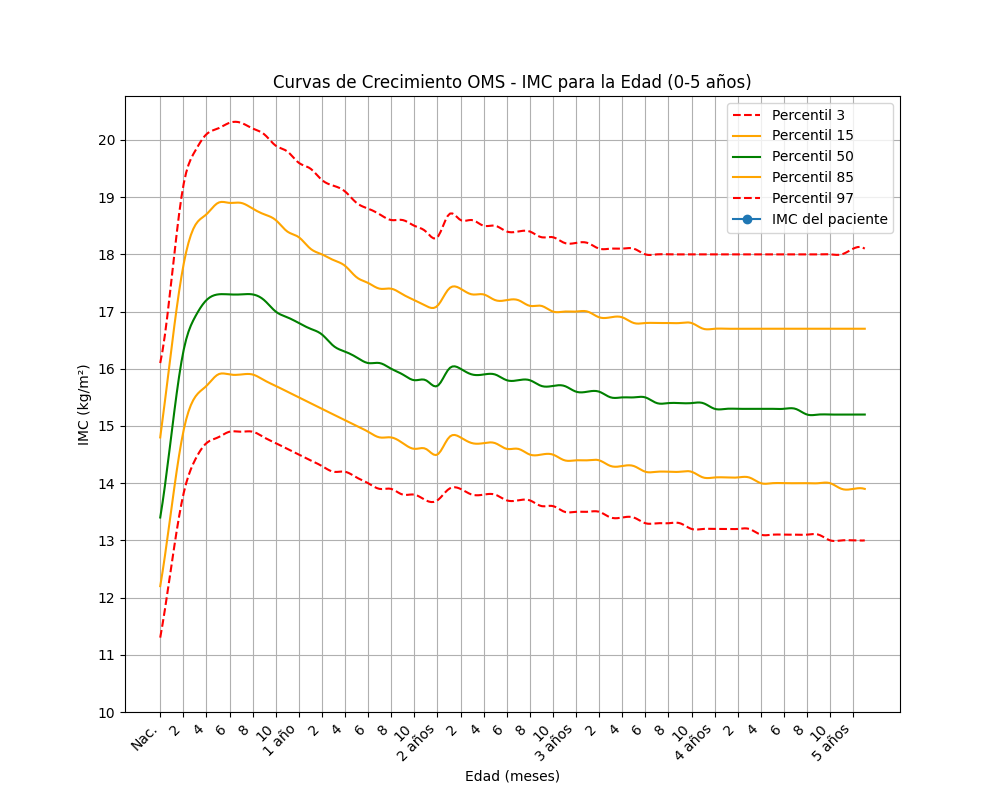 Curvas de Crecimiento OMS - IMC para la Edad (0-5 años)
Percentil 3
Percentil 15
Percentil 50
Percentil 85
Percentil 97
IMC del paciente
IMC (kg/m²)
20
19
18
17
16
15
14
13
12
11
10
Nac.
2
4
6
8
10
1 año
2
4
6
8
10
2 años
2
4
6
8
10
3 años
2
4
6
8
10
4 años
2
4
6
8
10
5 años
Edad (meses)